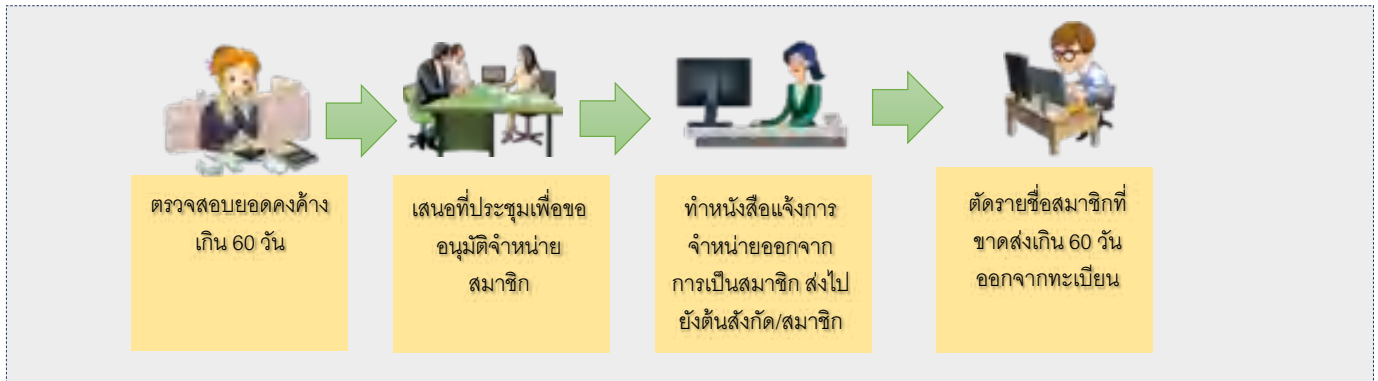 ตรวจสอบยอดคงค้าง
เกิน 60 วัน
เสนอที่ประชุมเพื่อขอ
อนุมัติจำหน่าย
สมาชิก
ทำหนังสือแจ้งการ
จำหน่ายออกจาก
การเป็นสมาชิก ส่งไป
ยังต้นสังกัด/สมาชิก
ตัดรายชื่อสมาชิกที่
ขาดส่งเกิน 60 วัน
ออกจากทะเบียน